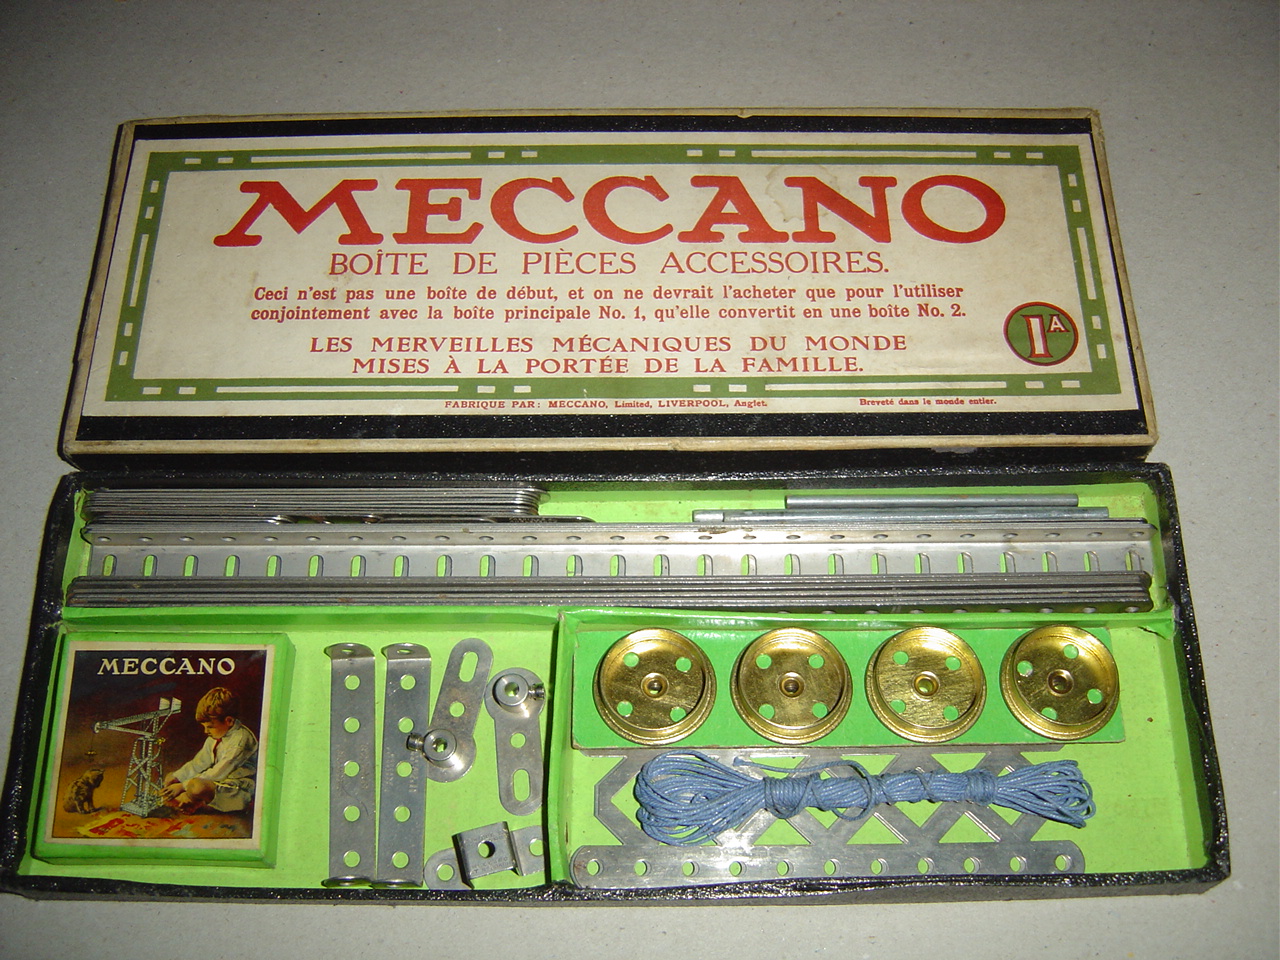 MECCANO
BOÎTE DE PIÈCES ACCESSOIRES.
Ceci n'est pas une boîte de début, et on ne devrait l'acheter que pour l'utiliser
conjointement avec la boîte principale No. 1, qu'elle convertit en une boîte No. 2.
1A
LES MERVEILLES MÉCANIQUES DU MONDE
MISES À LA PORTÉE DE LA FAMILLE.
FABRIQUE PAR: MECCANO, Limited, LIVERPOOL, Anglet.
Breveté dans le monde entier.
MECCANO